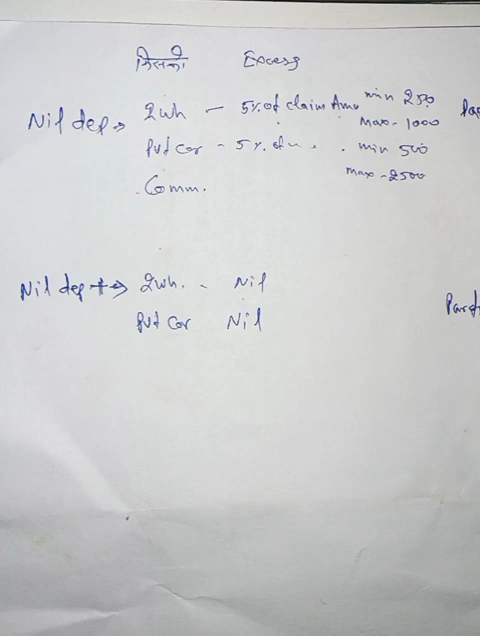 किसको Excess
Nil dep → 2wh - 5% of claim Amu min 250
max - 1000
Pvt car - 5% of " . . min 500
Comm. max - 2500
Nil dep + → 2wh. - Nil
Pvt car Nil